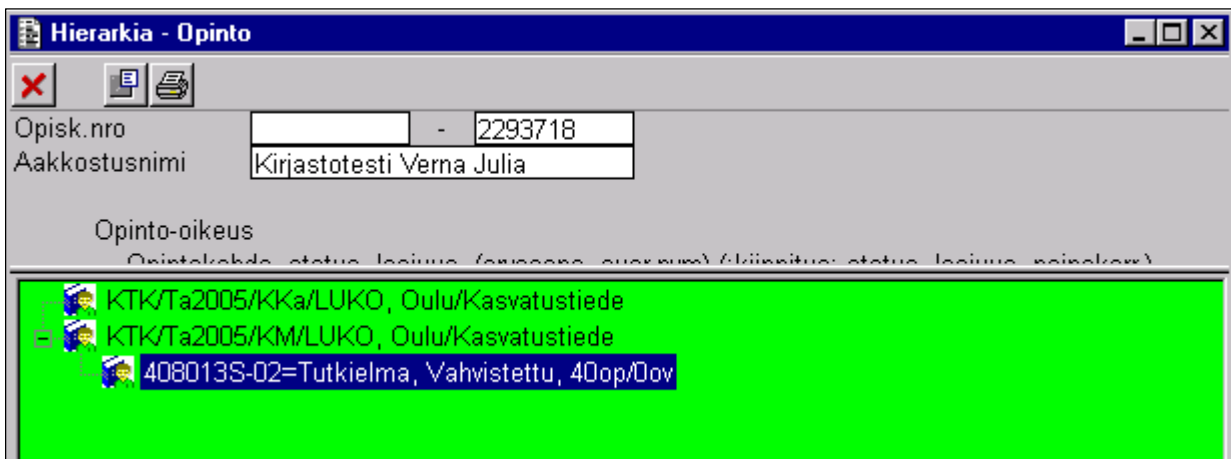 Hierarkia - Opinto
Opisk.nro - 2293718
Aakkostusnimi Kirjastotesti Verna Julia
Opinto-oikeus
KTK/Ta2005/KKa/LUKO, Oulu/Kasvatustiede
KTK/Ta2005/KM/LUKO, Oulu/Kasvatustiede
408013S-02=Tutkielma, Vahvistettu, 40op/0ov